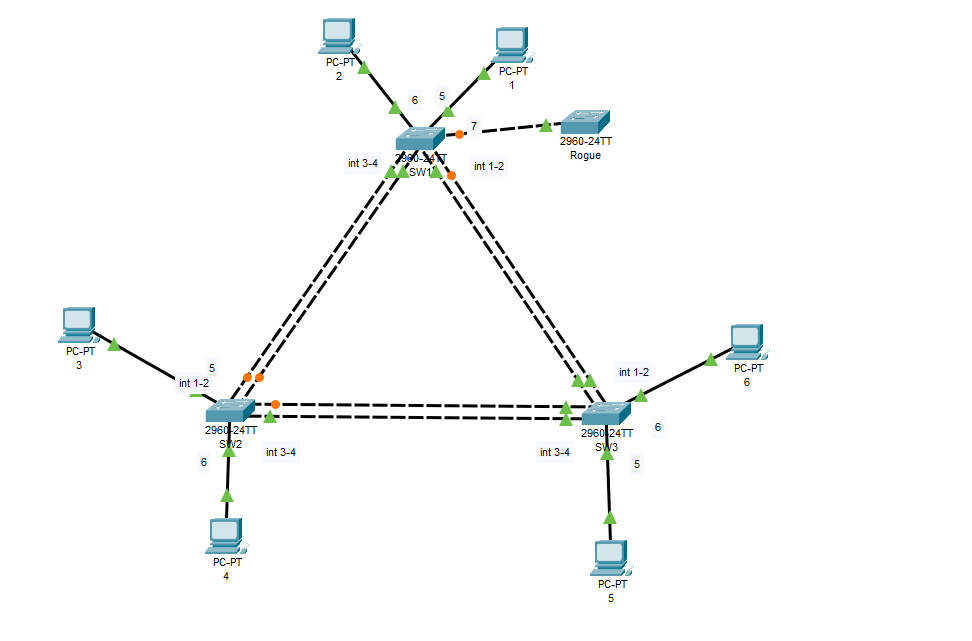 PC-PT
2
PC-PT
1
6
5
7
2960-24TT
Rogue
int 3-4
2960-24TT
SW1
int 1-2
PC-PT
3
5
int 1-2
2960-24TT
SW2
6
int 3-4
PC-PT
4
int 1-2
PC-PT
6
2960-24TT
SW3
6
int 3-4
5
PC-PT
5